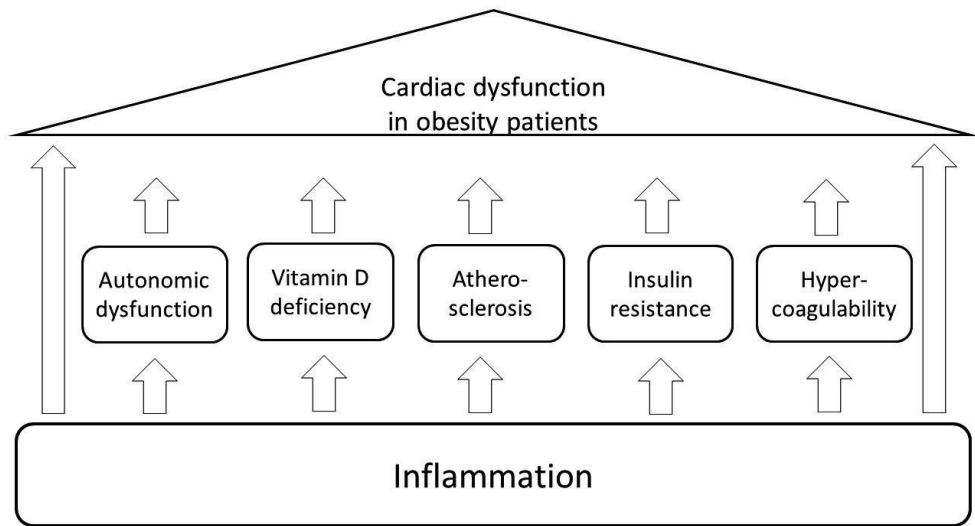 Cardiac dysfunction
in obesity patients
Autonomic
dysfunction
Vitamin D
deficiency
Athero-
sclerosis
Insulin
resistance
Hyper-
coagulability
Inflammation